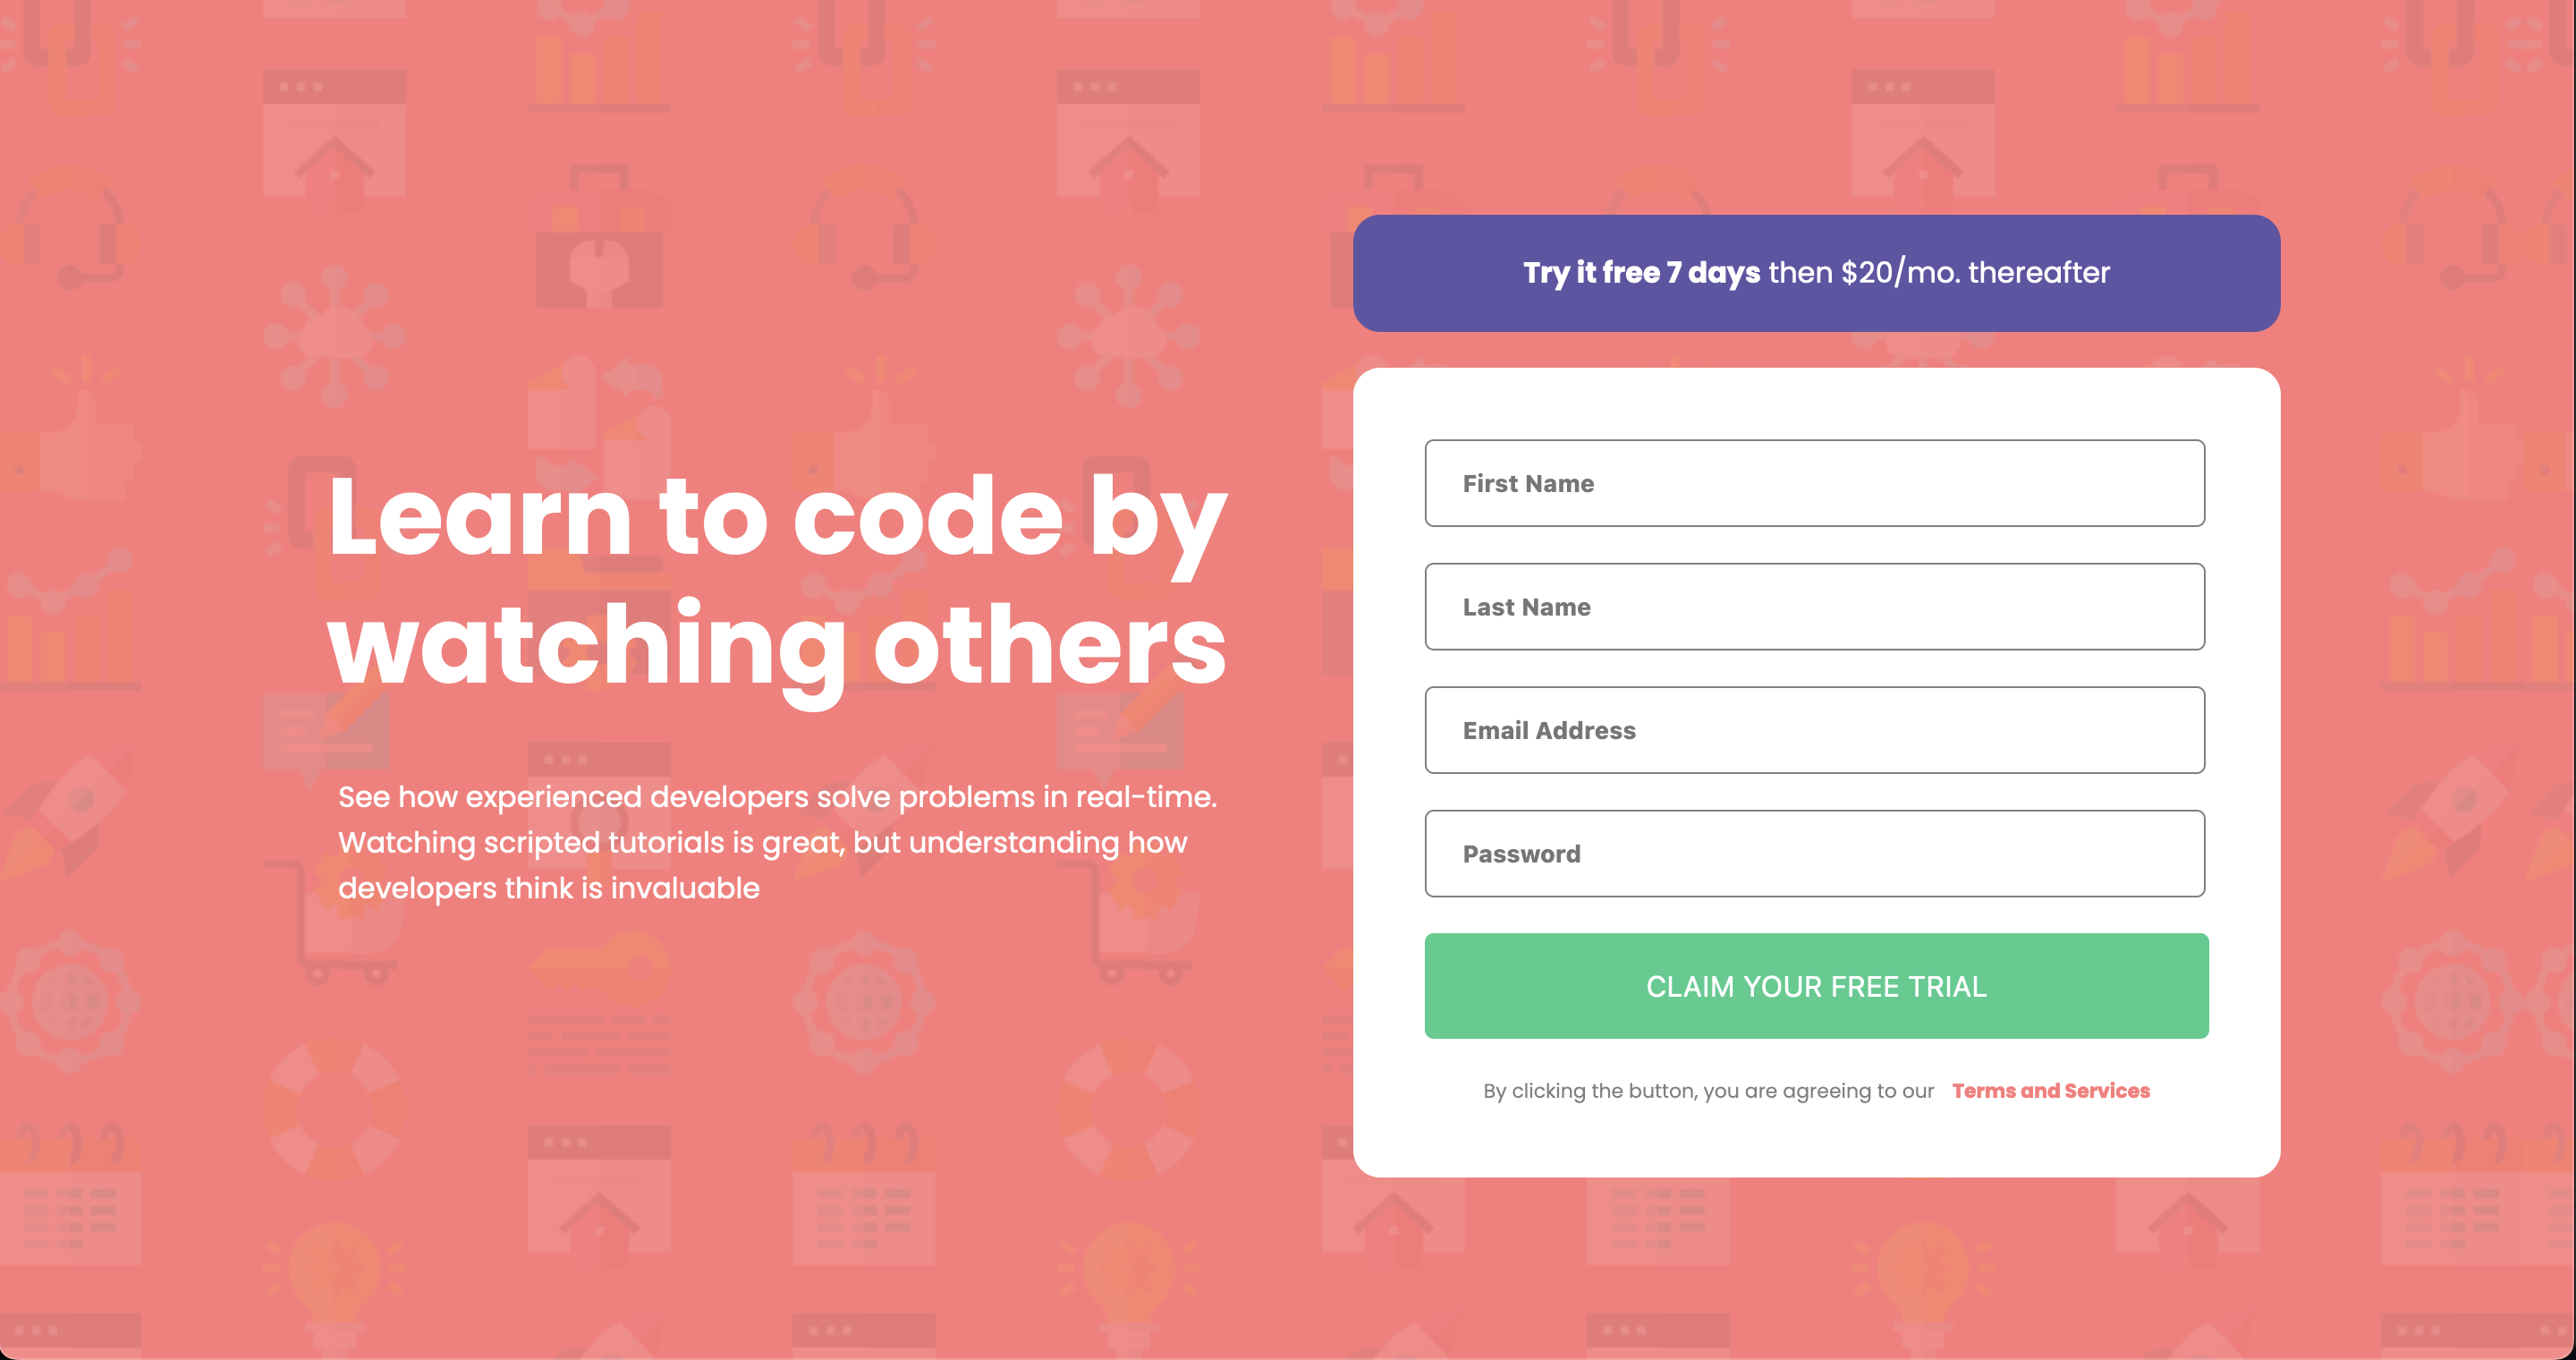 Learn to code by
watching others
See how experienced developers solve problems in real-time.
Watching scripted tutorials is great, but understanding how
developers think is invaluable
Try it free 7 days then $20/mo. thereafter
First Name
Last Name
Email Address
Password
CLAIM YOUR FREE TRIAL
By clicking the button, you are agreeing to our Terms and Services